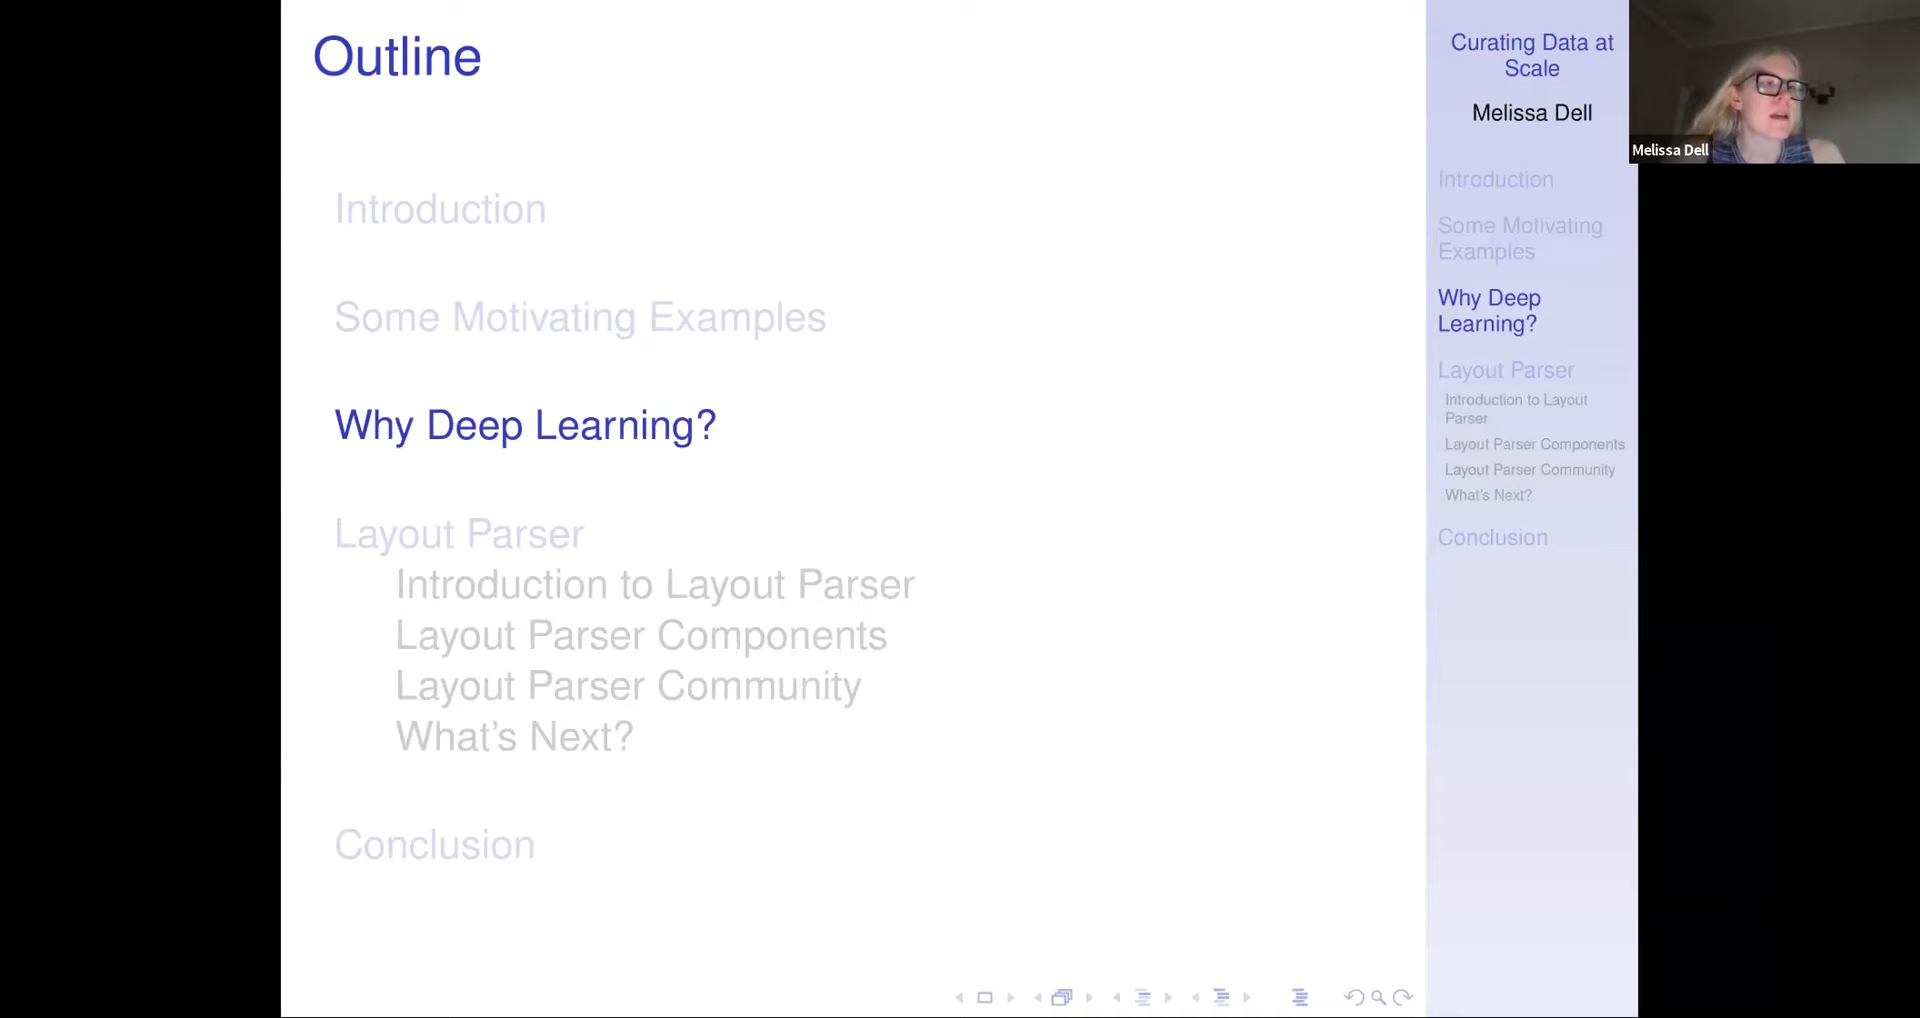 Outline
Introduction
Some Motivating Examples
Why Deep Learning?
Layout Parser
Introduction to Layout Parser
Layout Parser Components
Layout Parser Community
What's Next?
Conclusion
Curating Data at
Scale
Melissa Dell
Introduction
Some Motivating
Examples
Why Deep
Learning?
Layout Parser
Introduction to Layout
Parser
Layout Parser Components
Layout Parser Community
What's Next?
Conclusion
Melissa Dell